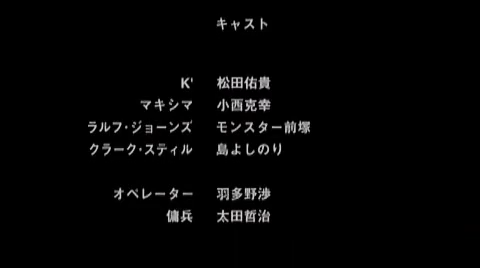 キャスト
K' 松田佑貴
マキシマ 小西克幸
ラルフ・ジョーンズ モンスター前塚
クラーク・スティル 島よしのり
オペレーター 羽多野渉
傭兵 太田哲治